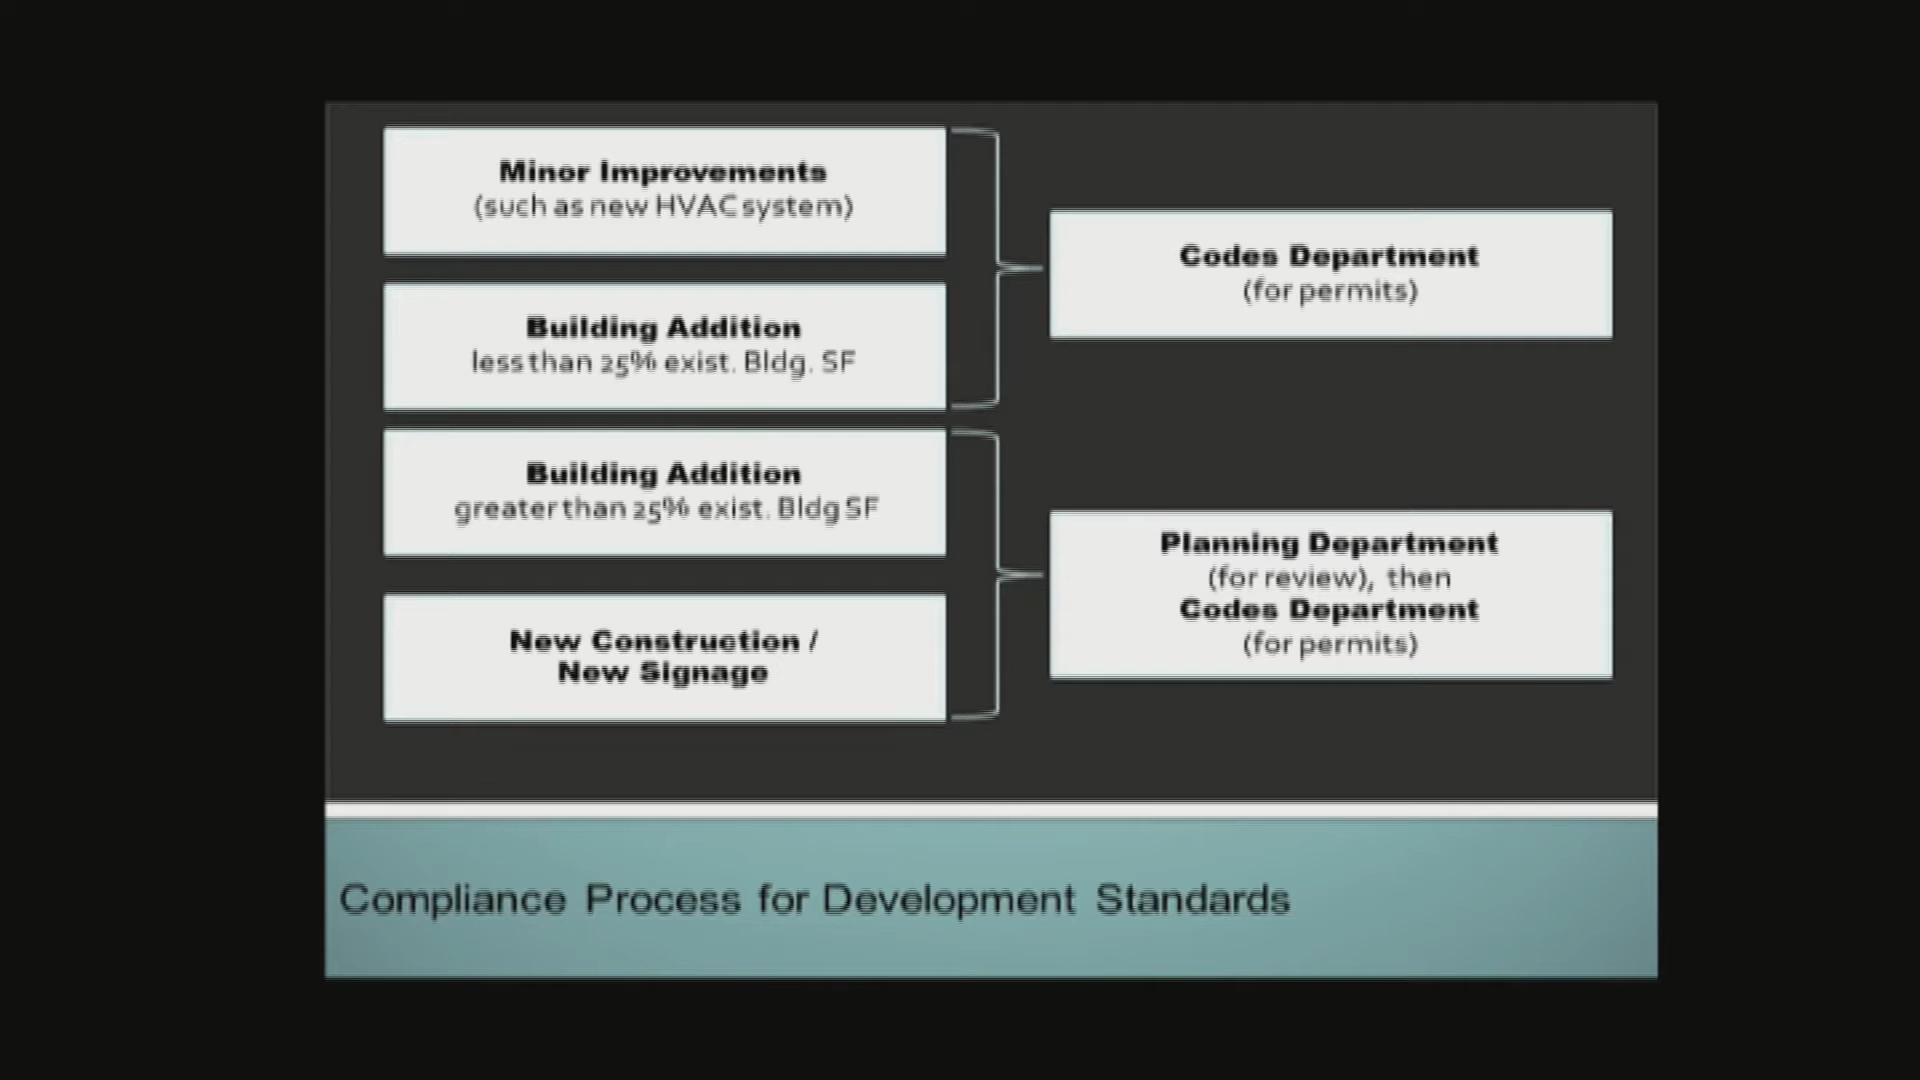 Minor Improvements
(such as new HVAC system)
Building Addition
less than 25% exist. Bldg. SF
Building Addition
greater than 25% exist. Bldg SF
New Construction /
New Signage
Codes Department
(for permits)
Planning Department
(for review), then
Codes Department
(for permits)
Compliance Process for Development Standards